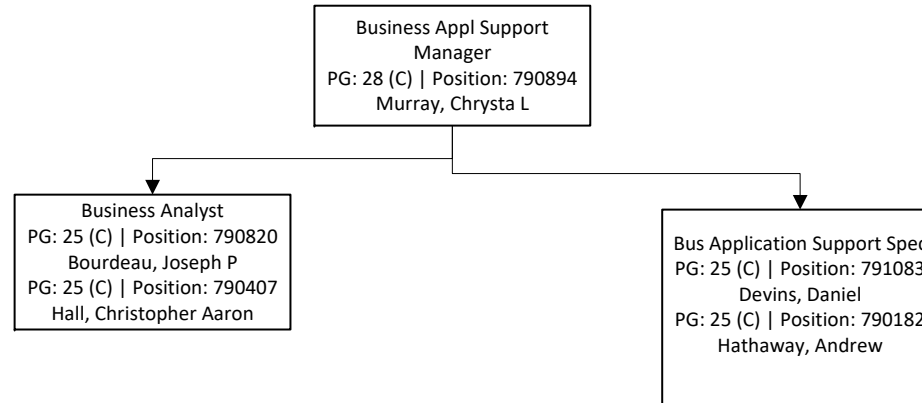 Business Appl Support
Manager
PG: 28 (C) | Position: 790894
Murray, Chrysta L
Business Analyst
PG: 25 (C) | Position: 790820
Bourdeau, Joseph P
PG: 25 (C) | Position: 790407
Hall, Christopher Aaron
Bus Application Support Spec
PG: 25 (C) | Position: 791083
Devins, Daniel
PG: 25 (C) | Position: 790182
Hathaway, Andrew